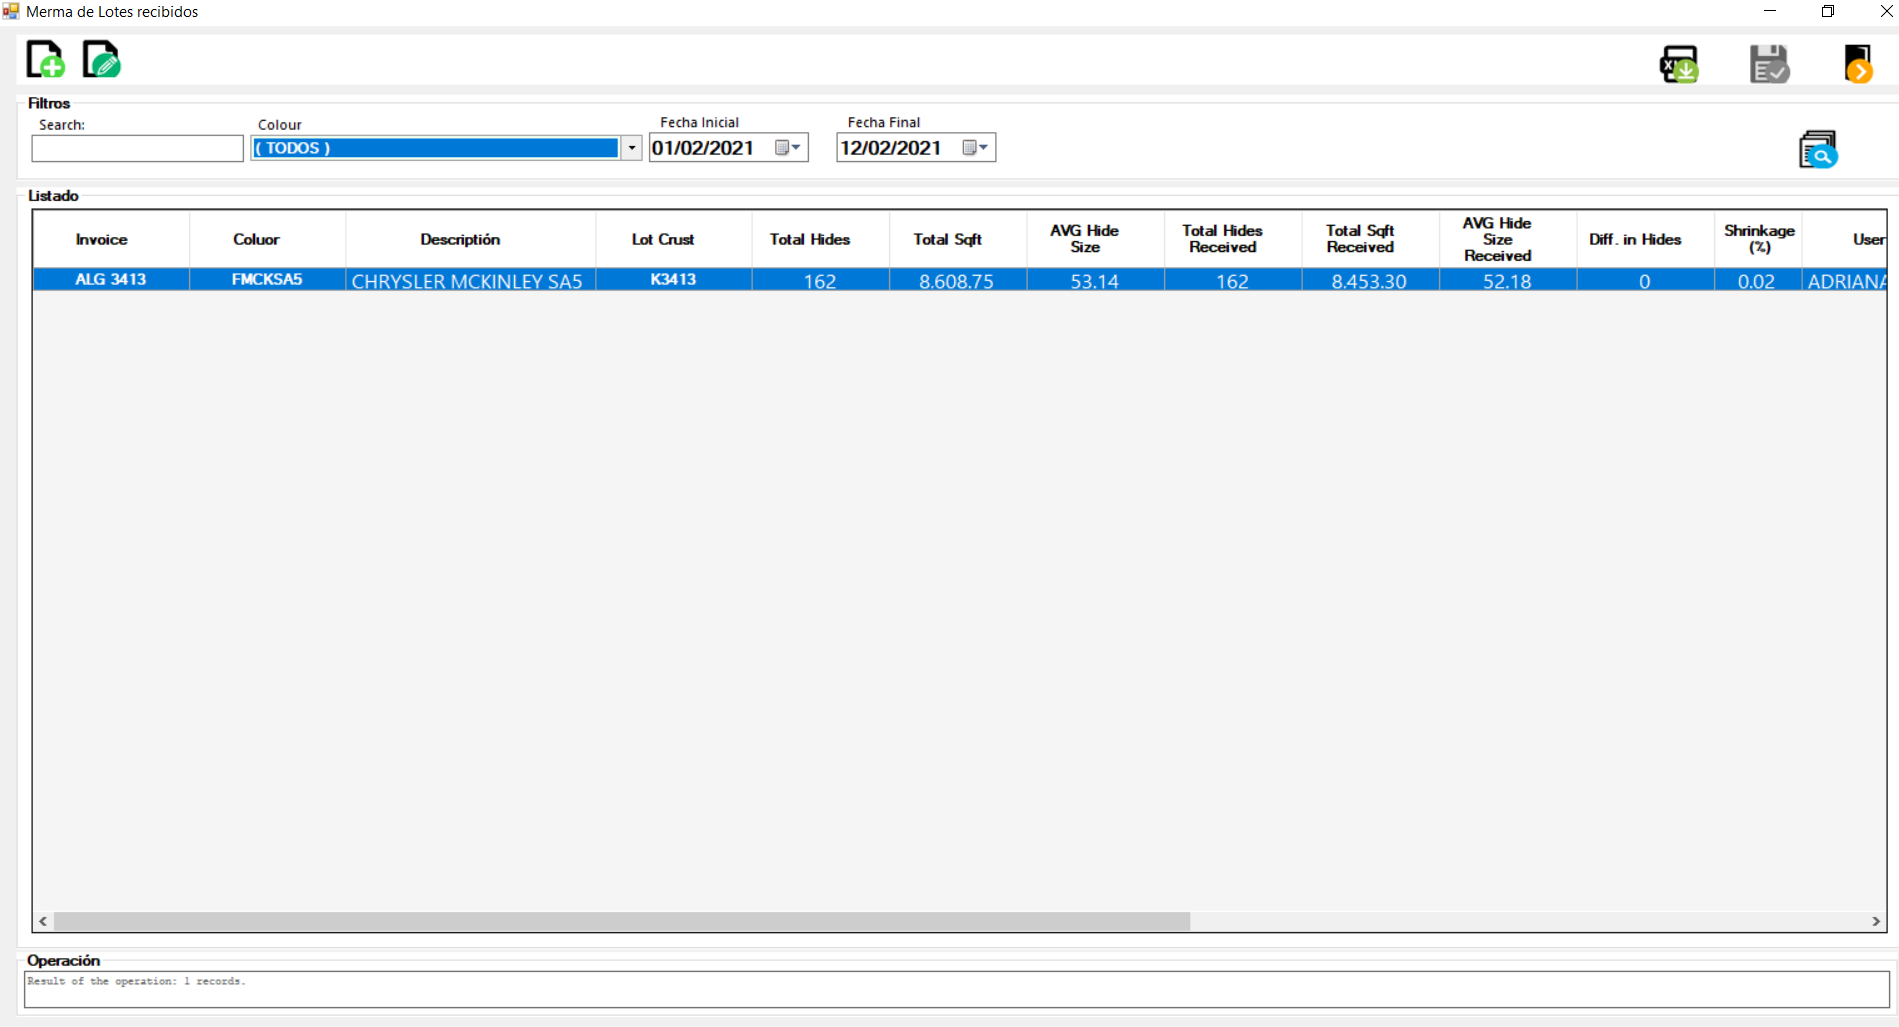 Merma de Lotes recibidos
Filtros
Search:
Colour
Fecha Inicial
Fecha Final
( TODOS )
01/02/2021
12/02/2021
Listado
Invoice
Coluor
Descriptión
Lot Crust
Total Hides
Total Sqft
AVG Hide
Size
Total Hides
Received
Total Sqft
Received
AVG Hide
Size
Received
Diff. in Hides
Shrinkage
(%)
User
ALG 3413
FMCKSA5
CHRYSLER MCKINLEY SA5
K3413
162
8.608.75
53.14
162
8.453.30
52.18
0
0.02
ADRIANA
Operación
Result of the operation: 1 records.